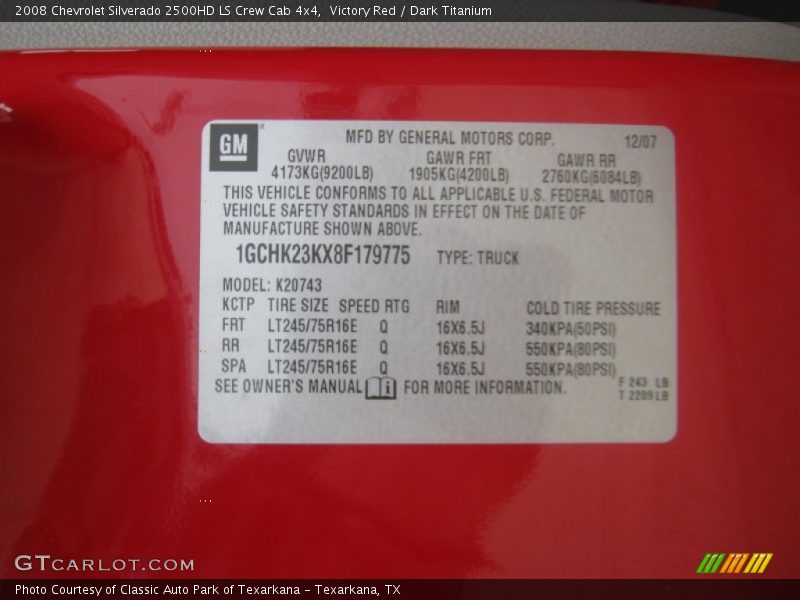 2008 Chevrolet Silverado 2500HD LS Crew Cab 4x4,  Victory Red / Dark Titanium
GM
MFD BY GENERAL MOTORS CORP.
12/07
GVWR GAWR FRT GAWR RR
4173KG(9200LB) 1905KG(4200LB) 2760KG(6084LB)
THIS VEHICLE CONFORMS TO ALL APPLICABLE U.S. FEDERAL MOTOR
VEHICLE SAFETY STANDARDS IN EFFECT ON THE DATE OF
MANUFACTURE SHOWN ABOVE.
1GCHK23KX8F179775 TYPE: TRUCK
MODEL: K20743
KCTP TIRE SIZE SPEED RTG RIM COLD TIRE PRESSURE
FRT LT245/75R16E Q 16X6.5J 340KPA(50PSI)
RR LT245/75R16E Q 16X6.5J 550KPA(80PSI)
SPA LT245/75R16E Q 16X6.5J 550KPA(80PSI)
SEE OWNER'S MANUAL i FOR MORE INFORMATION.
F 243 LB
T 2209 LB
GTCARLOT.COM
Photo Courtesy of Classic Auto Park of Texarkana - Texarkana, TX